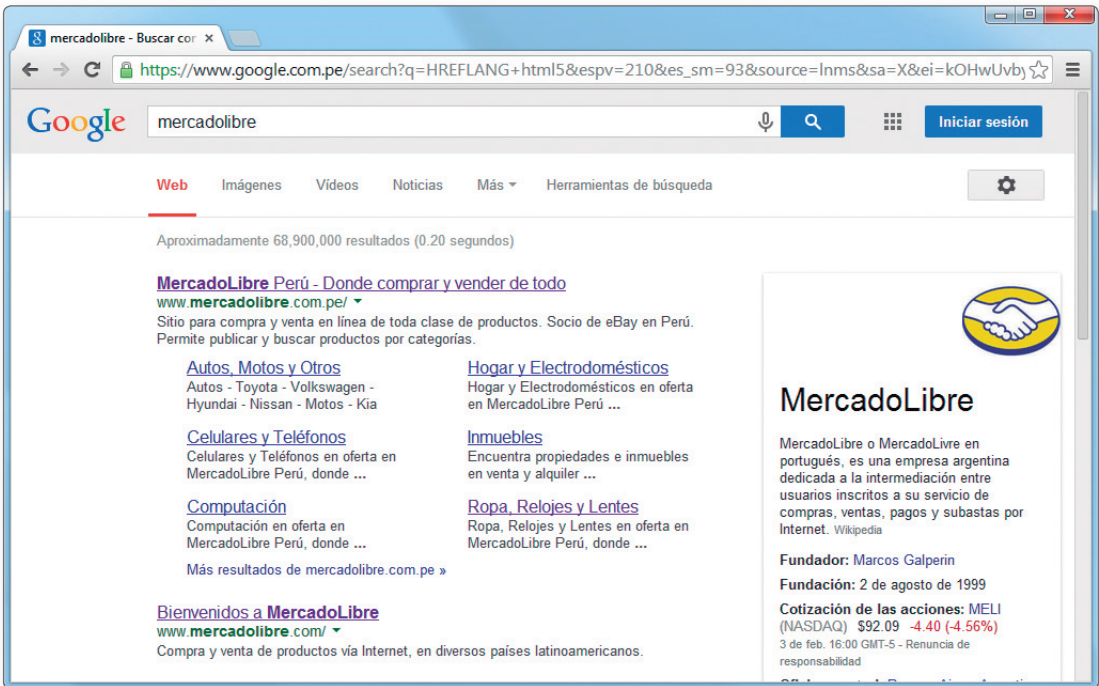 mercadolibre - Buscar cor
https://www.google.com.pe/search?q=HREFLANG+html5&espv=210&es_sm=93&source=lnms&sa=X&ei=kOHwUvby
Google
mercadolibre
Iniciar sesión
Web Imágenes Vídeos Noticias Más Herramientas de búsqueda
Aproximadamente 68,900,000 resultados (0.20 segundos)
MercadoLibre Perú - Donde comprar y vender de todo
www.mercadolibre.com.pe/
Sitio para compra y venta en línea de toda clase de productos. Socio de eBay en Perú.
Permite publicar y buscar productos por categorías.
Autos, Motos y Otros
Autos - Toyota - Volkswagen -
Hyundai - Nissan - Motos - Kia
Hogar y Electrodomésticos
Hogar y Electrodomésticos en oferta
en MercadoLibre Perú ...
Celulares y Teléfonos
Celulares y Teléfonos en oferta en
MercadoLibre Perú, donde ...
Inmuebles
Encuentra propiedades e inmuebles
en venta y alquiler ...
Computación
Computación en oferta en
MercadoLibre Perú, donde ...
Ropa, Relojes y Lentes
Ropa, Relojes y Lentes en oferta en
MercadoLibre Perú, donde ...
Más resultados de mercadolibre.com.pe »
Bienvenidos a MercadoLibre
www.mercadolibre.com/
Compra y venta de productos vía Internet, en diversos países latinoamericanos.
MercadoLibre
MercadoLibre o MercadoLivre en
portugués, es una empresa argentina
dedicada a la intermediación entre
usuarios inscritos a su servicio de
compras, ventas, pagos y subastas por
Internet. Wikipedia
Fundador: Marcos Galperin
Fundación: 2 de agosto de 1999
Cotización de las acciones: MELI
(NASDAQ) $92.09 -4.40 (-4.56%)
3 de feb. 16:00 GMT-5 - Renuncia de
responsabilidad